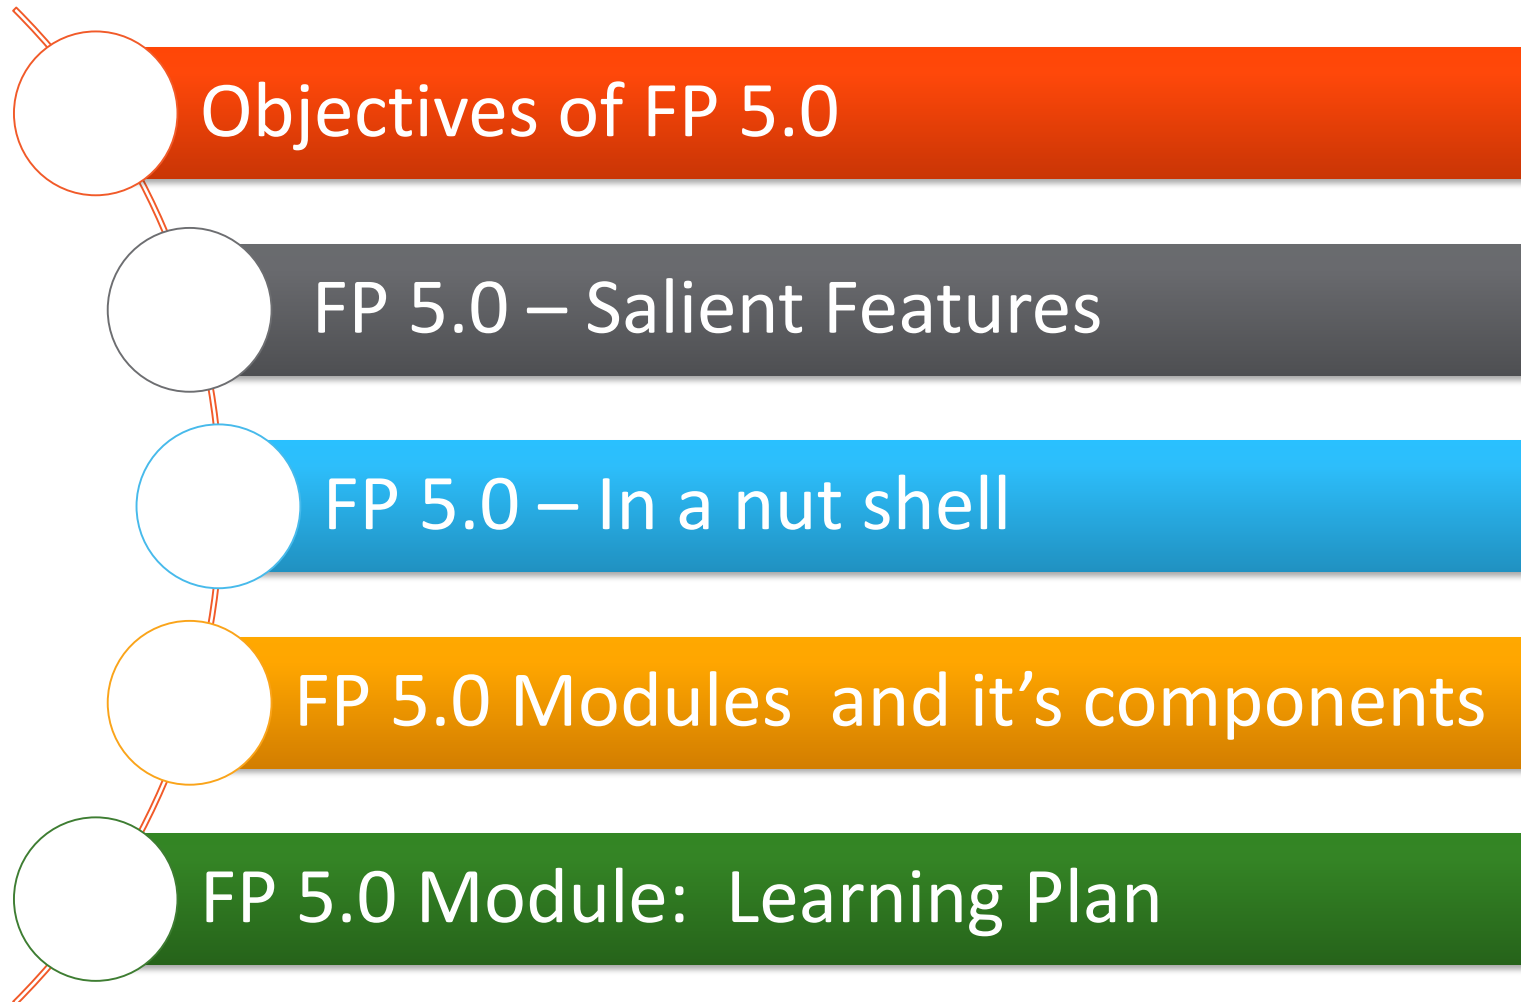 Objectives of FP 5.0
FP 5.0 – Salient Features
FP 5.0 – In a nut shell
FP 5.0 Modules  and it’s components
FP 5.0 Module:  Learning Plan